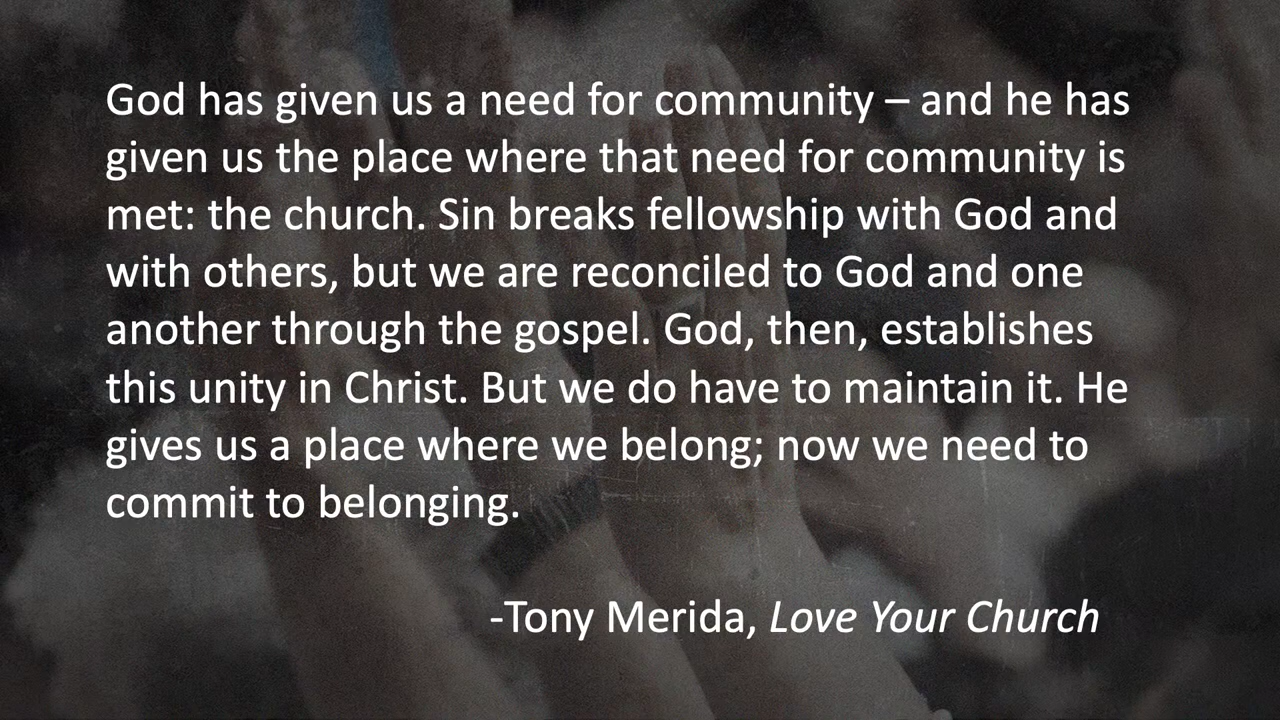 God has given us a need for community – and he has
given us the place where that need for community is
met: the church. Sin breaks fellowship with God and
with others, but we are reconciled to God and one
another through the gospel. God, then, establishes
this unity in Christ. But we do have to maintain it. He
gives us a place where we belong; now we need to
commit to belonging.
-Tony Merida, Love Your Church